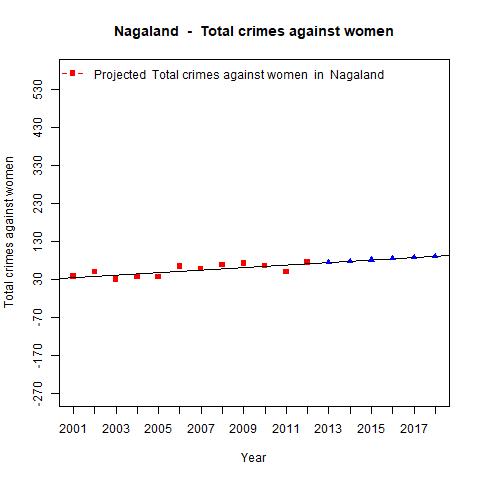 Nagaland - Total crimes against women
Projected Total crimes against women in Nagaland
Total crimes against women
530
430
330
230
130
30
-70
-170
-270
2001 2003 2005 2007 2009 2011 2013 2015 2017
Year